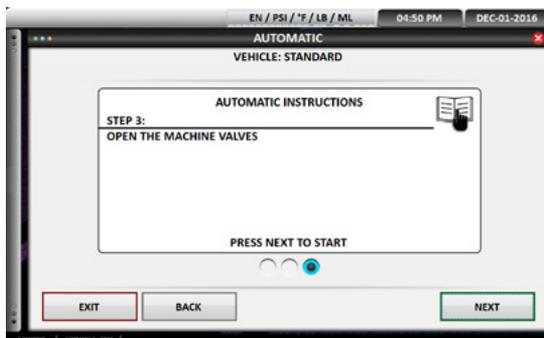 EN / PSI / °F / LB / ML 04:50 PM DEC-01-2016
AUTOMATIC
VEHICLE: STANDARD
AUTOMATIC INSTRUCTIONS
STEP 3:
OPEN THE MACHINE VALVES
PRESS NEXT TO START
EXIT BACK NEXT